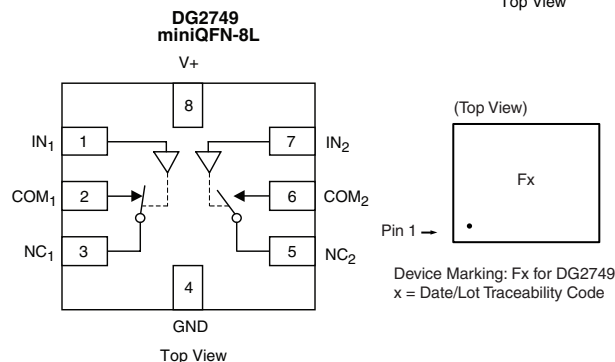 Top View
DG2749
miniQFN-8L
V+
8
IN1 1 7 IN2
COM1 2 6 COM2
NC1 3 5 NC2
4
GND
Top View
(Top View)
Fx
Pin 1
Device Marking: Fx for DG2749
x = Date/Lot Traceability Code